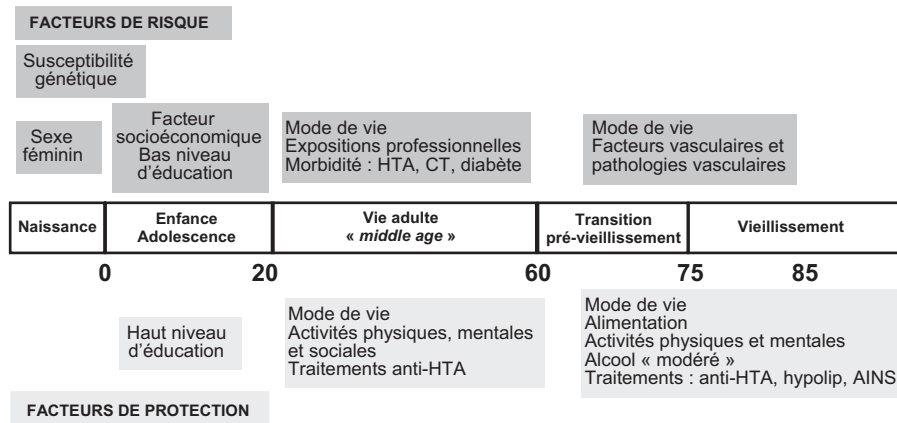 FACTEURS DE RISQUE
Susceptibilité
génétique
Sexe
féminin
Facteur
socioéconomique
Bas niveau
d'éducation
Mode de vie
Expositions professionnelles
Morbidité : HTA, CT, diabète
Mode de vie
Facteurs vasculaires et
pathologies vasculaires
Naissance
Enfance
Adolescence
Vie adulte
« middle age »
Transition
pré-vieillissement
Vieillissement
0 20 60 75 85
Haut niveau
d'éducation
Mode de vie
Activités physiques, mentales
et sociales
Traitements anti-HTA
Mode de vie
Alimentation
Activités physiques et mentales
Alcool « modéré »
Traitements : anti-HTA, hypolip, AINS
FACTEURS DE PROTECTION